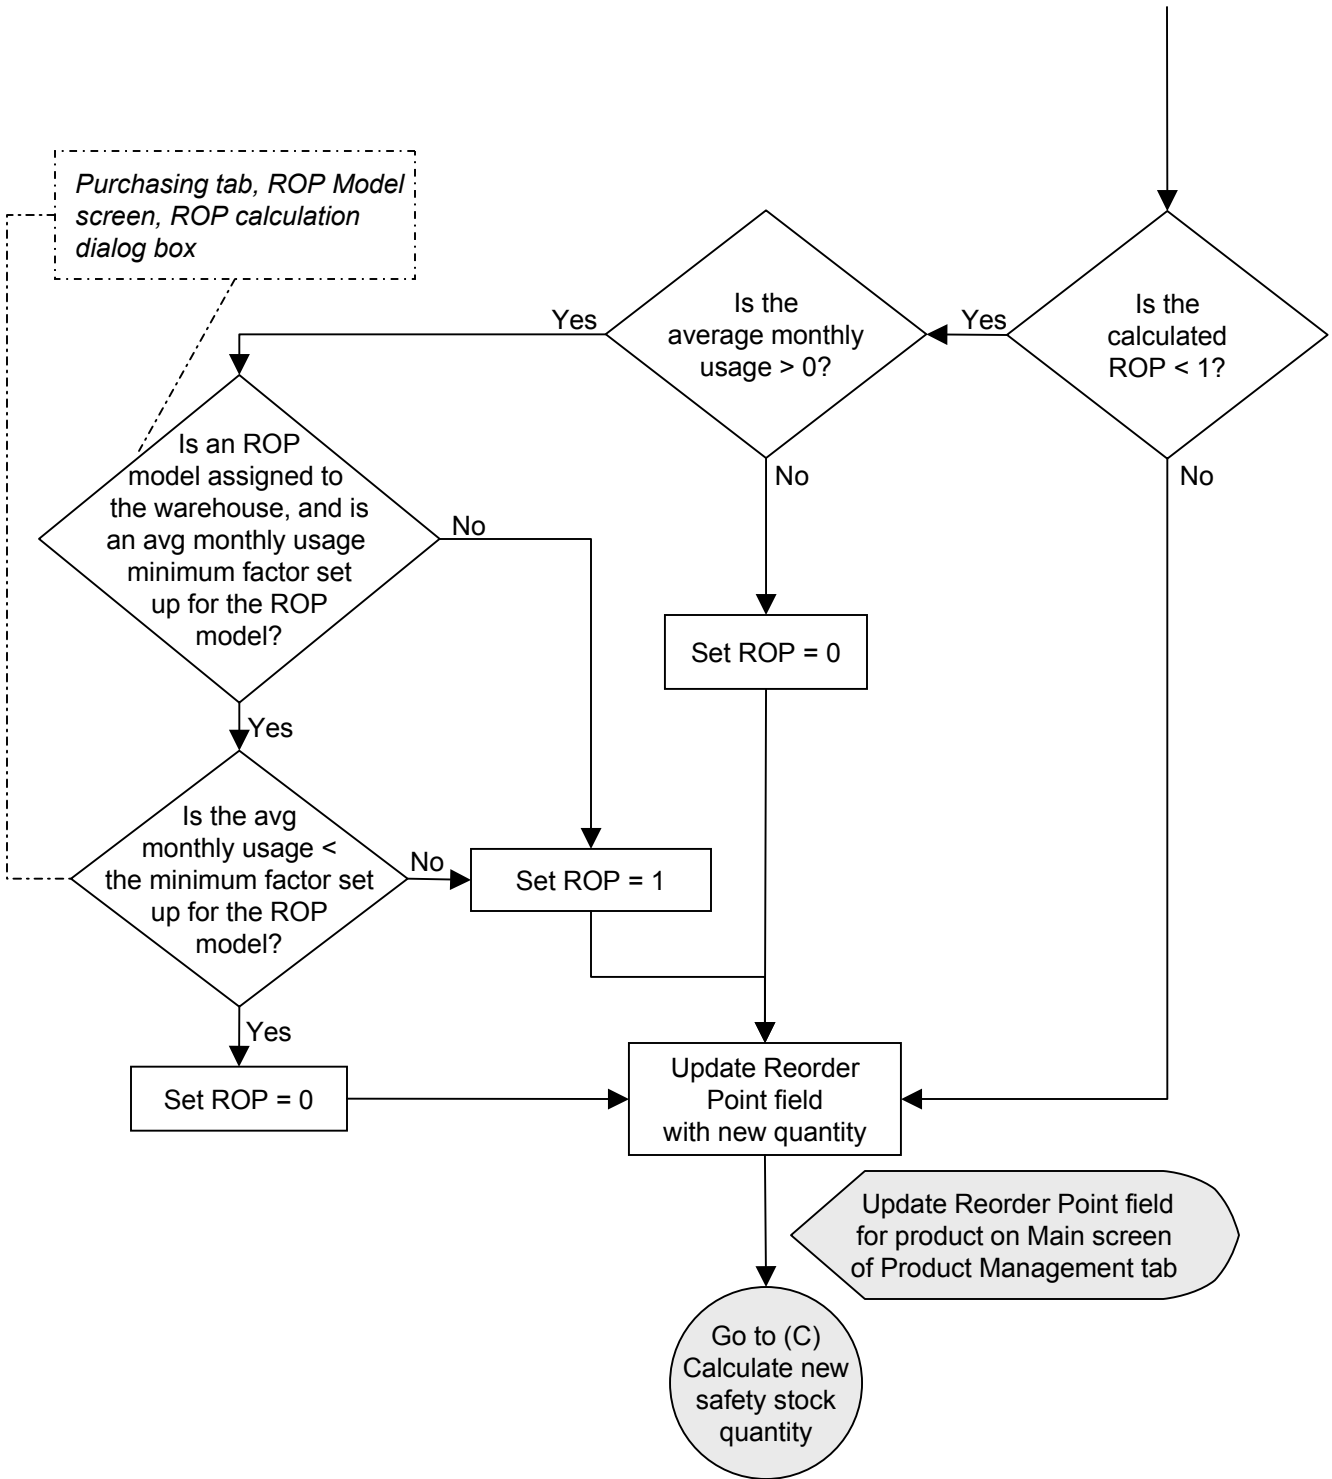 Purchasing tab, ROP Model
screen, ROP calculation
dialog box
Is the
calculated
ROP < 1?
Yes
No
Is the
average monthly
usage > 0?
Yes
No
Is an ROP
model assigned to
the warehouse, and is
an avg monthly usage
minimum factor set
up for the ROP
model?
No
Yes
Set ROP = 0
Is the avg
monthly usage <
the minimum factor set
up for the ROP
model?
No
Yes
Set ROP = 1
Set ROP = 0
Update Reorder
Point field
with new quantity
Update Reorder Point field
for product on Main screen
of Product Management tab
Go to (C)
Calculate new
safety stock
quantity